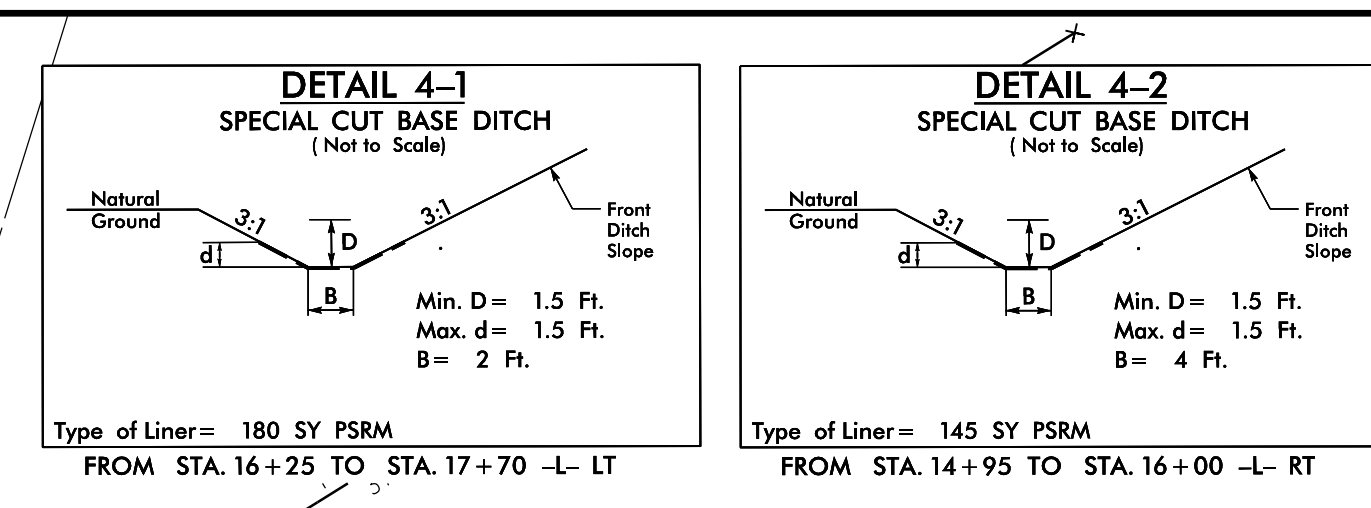 DETAIL 4–1
SPECIAL CUT BASE DITCH
( Not to Scale)
Natural
Ground
3:1
3:1
d
D
B
Front
Ditch
Slope
Min. D = 1.5 Ft.
Max. d = 1.5 Ft.
B = 2 Ft.
Type of Liner = 180 SY PSRM
FROM STA. 16+25 TO STA. 17+70 –L– LT
DETAIL 4–2
SPECIAL CUT BASE DITCH
( Not to Scale)
Natural
Ground
3:1
3:1
d
D
B
Front
Ditch
Slope
Min. D = 1.5 Ft.
Max. d = 1.5 Ft.
B = 4 Ft.
Type of Liner = 145 SY PSRM
FROM STA. 14+95 TO STA. 16+00 –L– RT